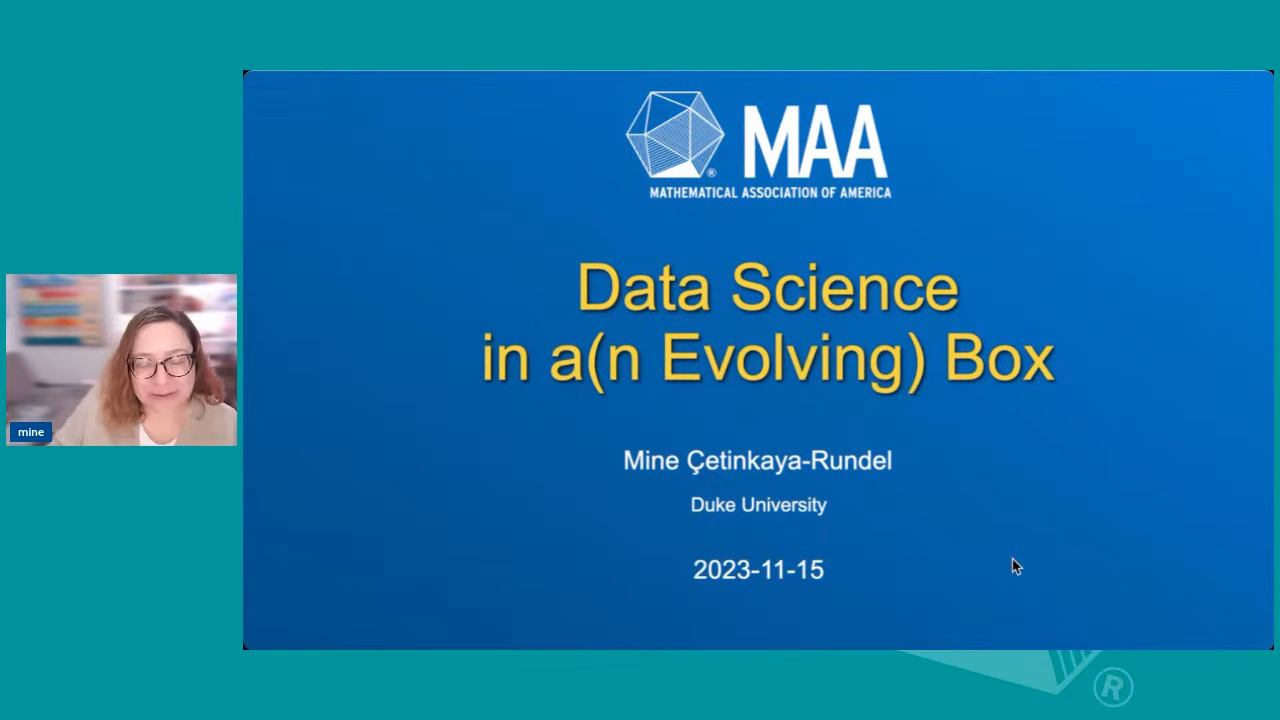 MAA
®
MATHEMATICAL ASSOCIATION OF AMERICA
Data Science
in a(n Evolving) Box
Mine Çetinkaya-Rundel
Duke University
2023-11-15
mine
®